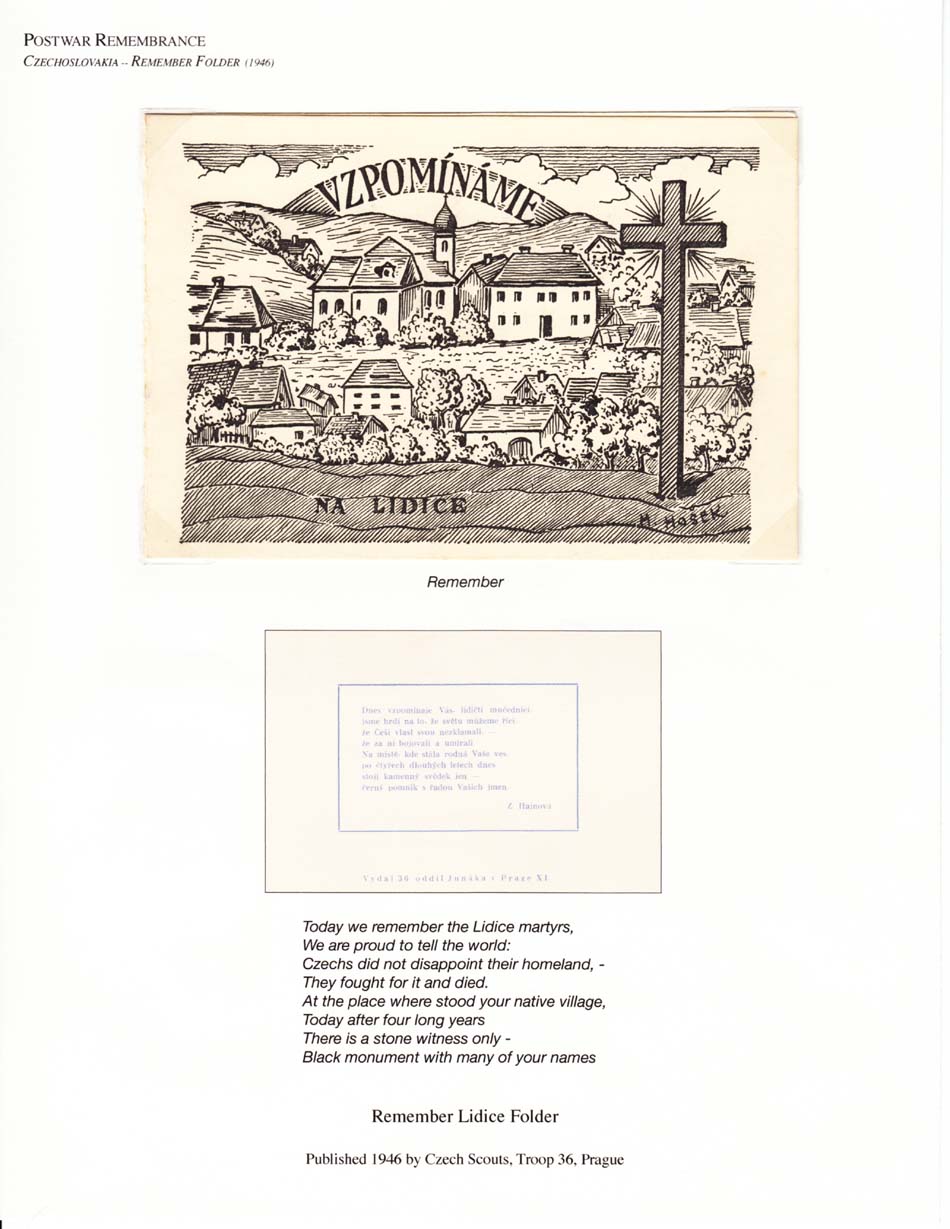 POSTWAR REMEMBRANCE
CZECHOSLOVAKIA -- REMEMBER FOLDER (1946)
VZPOMÍNÁME
NA LIDICE
M. HOŠEK
Remember
Dnes vzpomínaje Vás, lidičtí mučedníci
jsme hrdi na to, že světu můžeme říci:
že Češi vlast svou nezklamali, —
že za ni bojovali a umírali.
Na místě, kde stála rodná Vaše ves,
po čtyřech dlouhých letech dnes
stojí kamenný svědek jen —
černý pomník s řadou Vašich jmen.
Z. Hainová
Vydal 36 oddíl Junáka v Praze XI.
Today we remember the Lidice martyrs,
We are proud to tell the world:
Czechs did not disappoint their homeland, -
They fought for it and died.
At the place where stood your native village,
Today after four long years
There is a stone witness only -
Black monument with many of your names
Remember Lidice Folder
Published 1946 by Czech Scouts, Troop 36, Prague